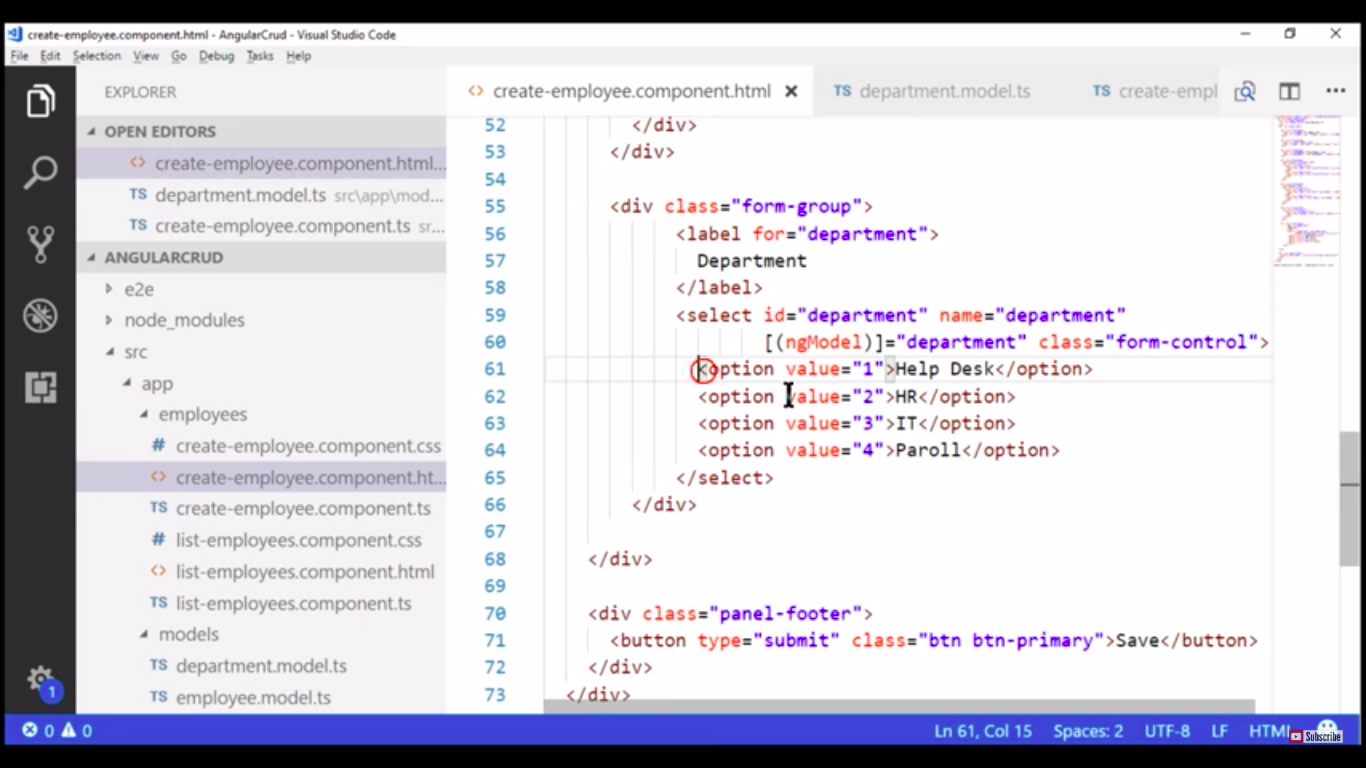 create-employee.component.html - AngularCrud - Visual Studio Code
File Edit Selection View Go Debug Tasks Help
EXPLORER
OPEN EDITORS
create-employee.component.html...
department.model.ts src\app\mod...
create-employee.component.ts sr...
ANGULARCRUD
e2e
node_modules
src
app
employees
create-employee.component.css
create-employee.component.ht...
TS create-employee.component.ts
list-employees.component.css
list-employees.component.html
TS list-employees.component.ts
models
TS department.model.ts
TS employee.model.ts
1
create-employee.component.html TS department.model.ts TS create-empl
52 </div>
53 </div>
54
55 <div class="form-group">
56 <label for="department">
57 Department
58 </label>
59 <select id="department" name="department"
60 [(ngModel)]="department" class="form-control">
61 <option value="1">Help Desk</option>
62 <option value="2">HR</option>
63 <option value="3">IT</option>
64 <option value="4">Paroll</option>
65 </select>
66 </div>
67
68 </div>
69
70 <div class="panel-footer">
71 <button type="submit" class="btn btn-primary">Save</button>
72 </div>
73 </div>
0 0 Ln 61, Col 15 Spaces: 2 UTF-8 LF HTML
Subscribe